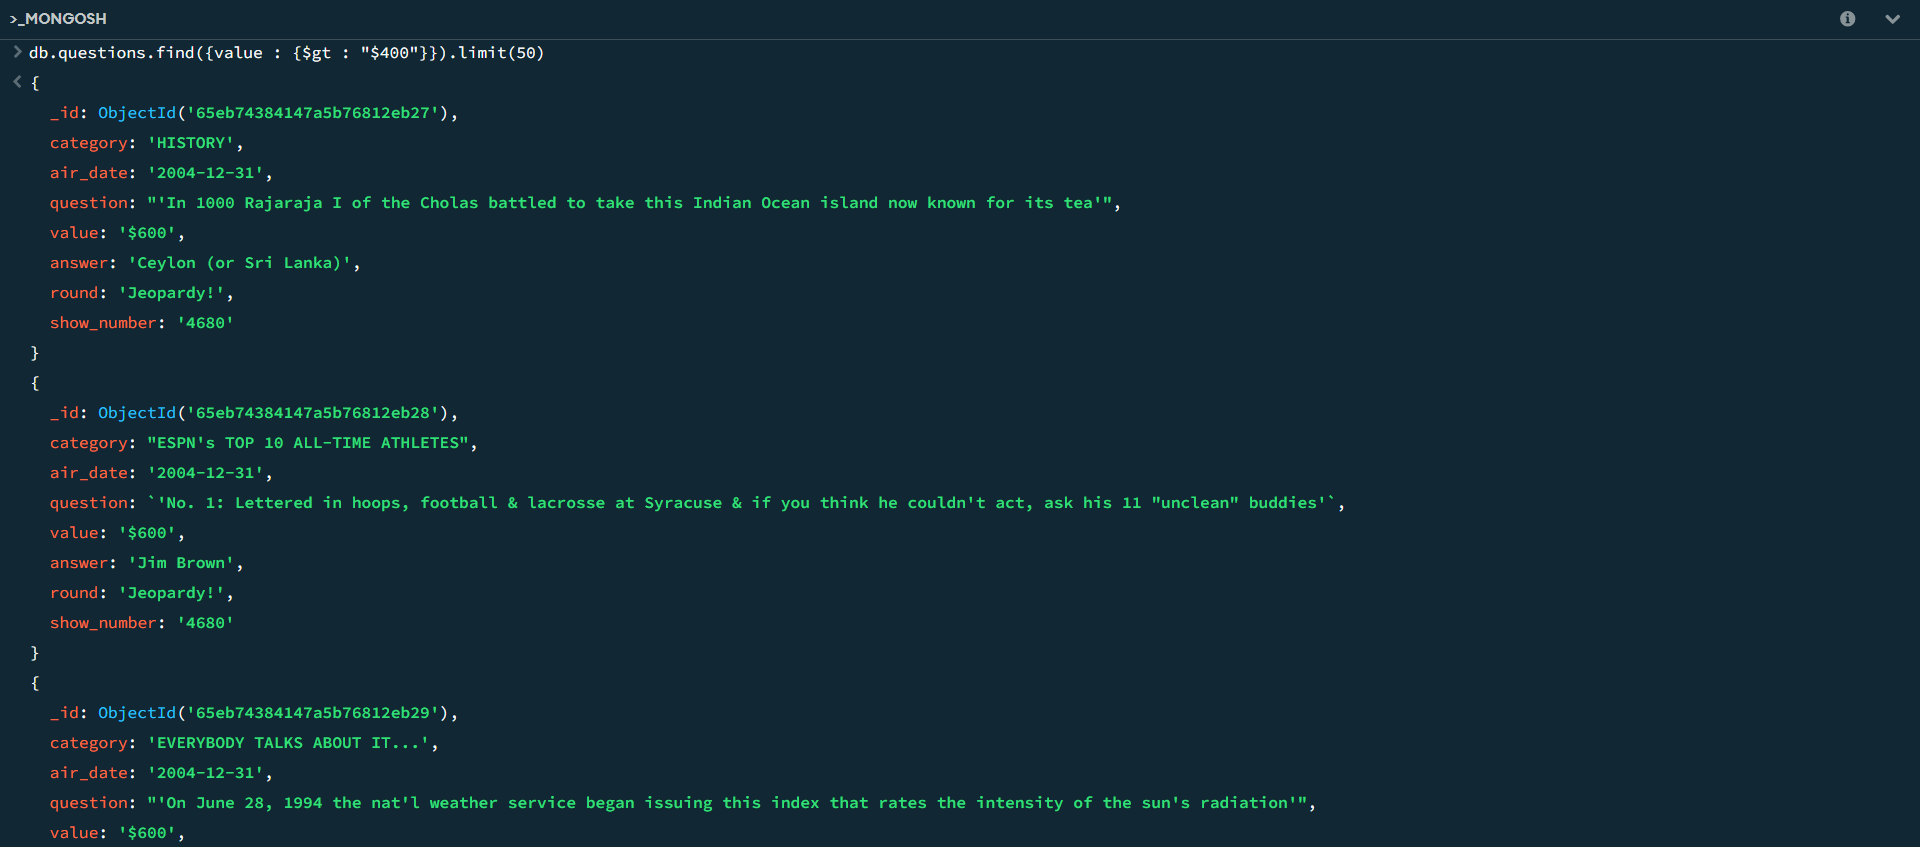 >_MONGOSH
> db.questions.find({value : {$gt : "$400"}}).limit(50)
< {
_id: ObjectId('65eb74384147a5b76812eb27'),
category: 'HISTORY',
air_date: '2004-12-31',
question: "'In 1000 Rajaraja I of the Cholas battled to take this Indian Ocean island now known for its tea'",
value: '$600',
answer: 'Ceylon (or Sri Lanka)',
round: 'Jeopardy!',
show_number: '4680'
}
{
_id: ObjectId('65eb74384147a5b76812eb28'),
category: "ESPN's TOP 10 ALL-TIME ATHLETES",
air_date: '2004-12-31',
question: `'No. 1: Lettered in hoops, football & lacrosse at Syracuse & if you think he couldn't act, ask his 11 "unclean" buddies'`,
value: '$600',
answer: 'Jim Brown',
round: 'Jeopardy!',
show_number: '4680'
}
{
_id: ObjectId('65eb74384147a5b76812eb29'),
category: 'EVERYBODY TALKS ABOUT IT...',
air_date: '2004-12-31',
question: "'On June 28, 1994 the nat'l weather service began issuing this index that rates the intensity of the sun's radiation'",
value: '$600',